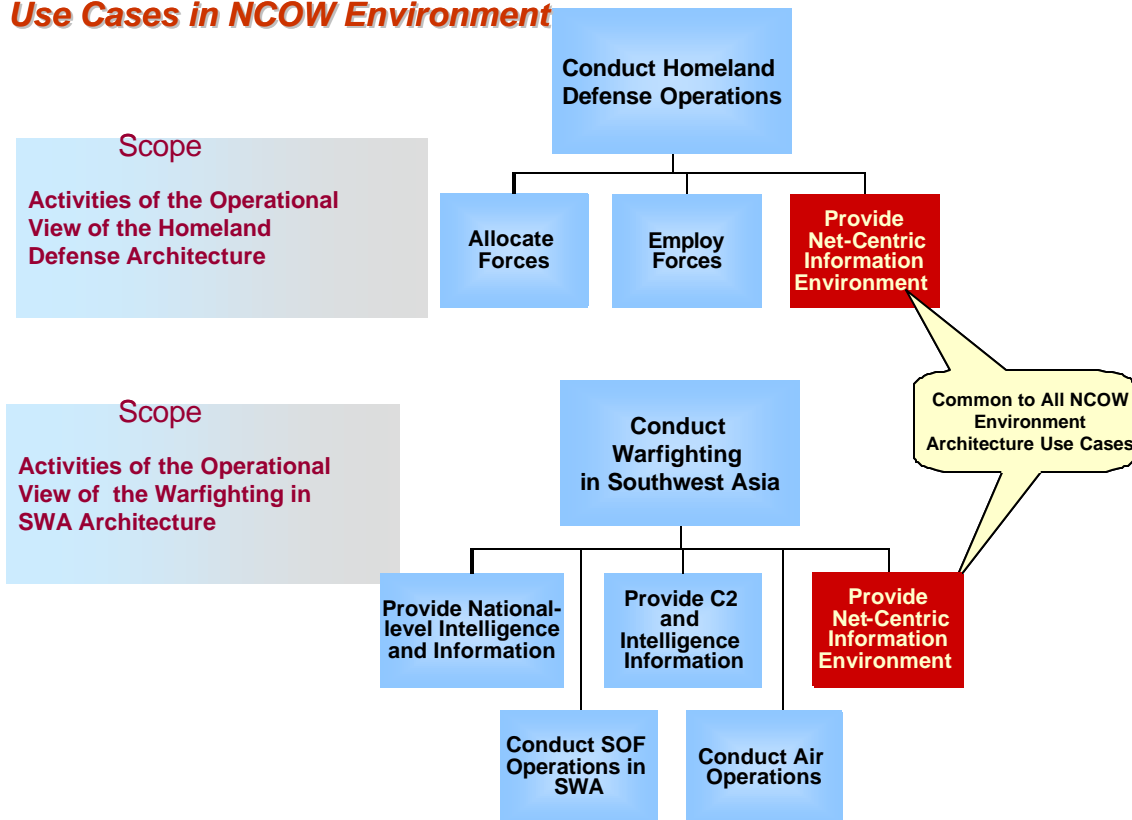 Use Cases in NCOW Environment
Conduct Homeland
Defense Operations
Scope
Activities of the Operational
View of the Homeland
Defense Architecture
Allocate
Forces
Employ
Forces
Provide
Net-Centric
Information
Environment
Common to All NCOW
Environment
Architecture Use Cases
Scope
Activities of the Operational
View of the Warfighting in
SWA Architecture
Conduct
Warfighting
in Southwest Asia
Provide National-
level Intelligence
and Information
Provide C2
and
Intelligence
Information
Provide
Net-Centric
Information
Environment
Conduct SOF
Operations in
SWA
Conduct Air
Operations